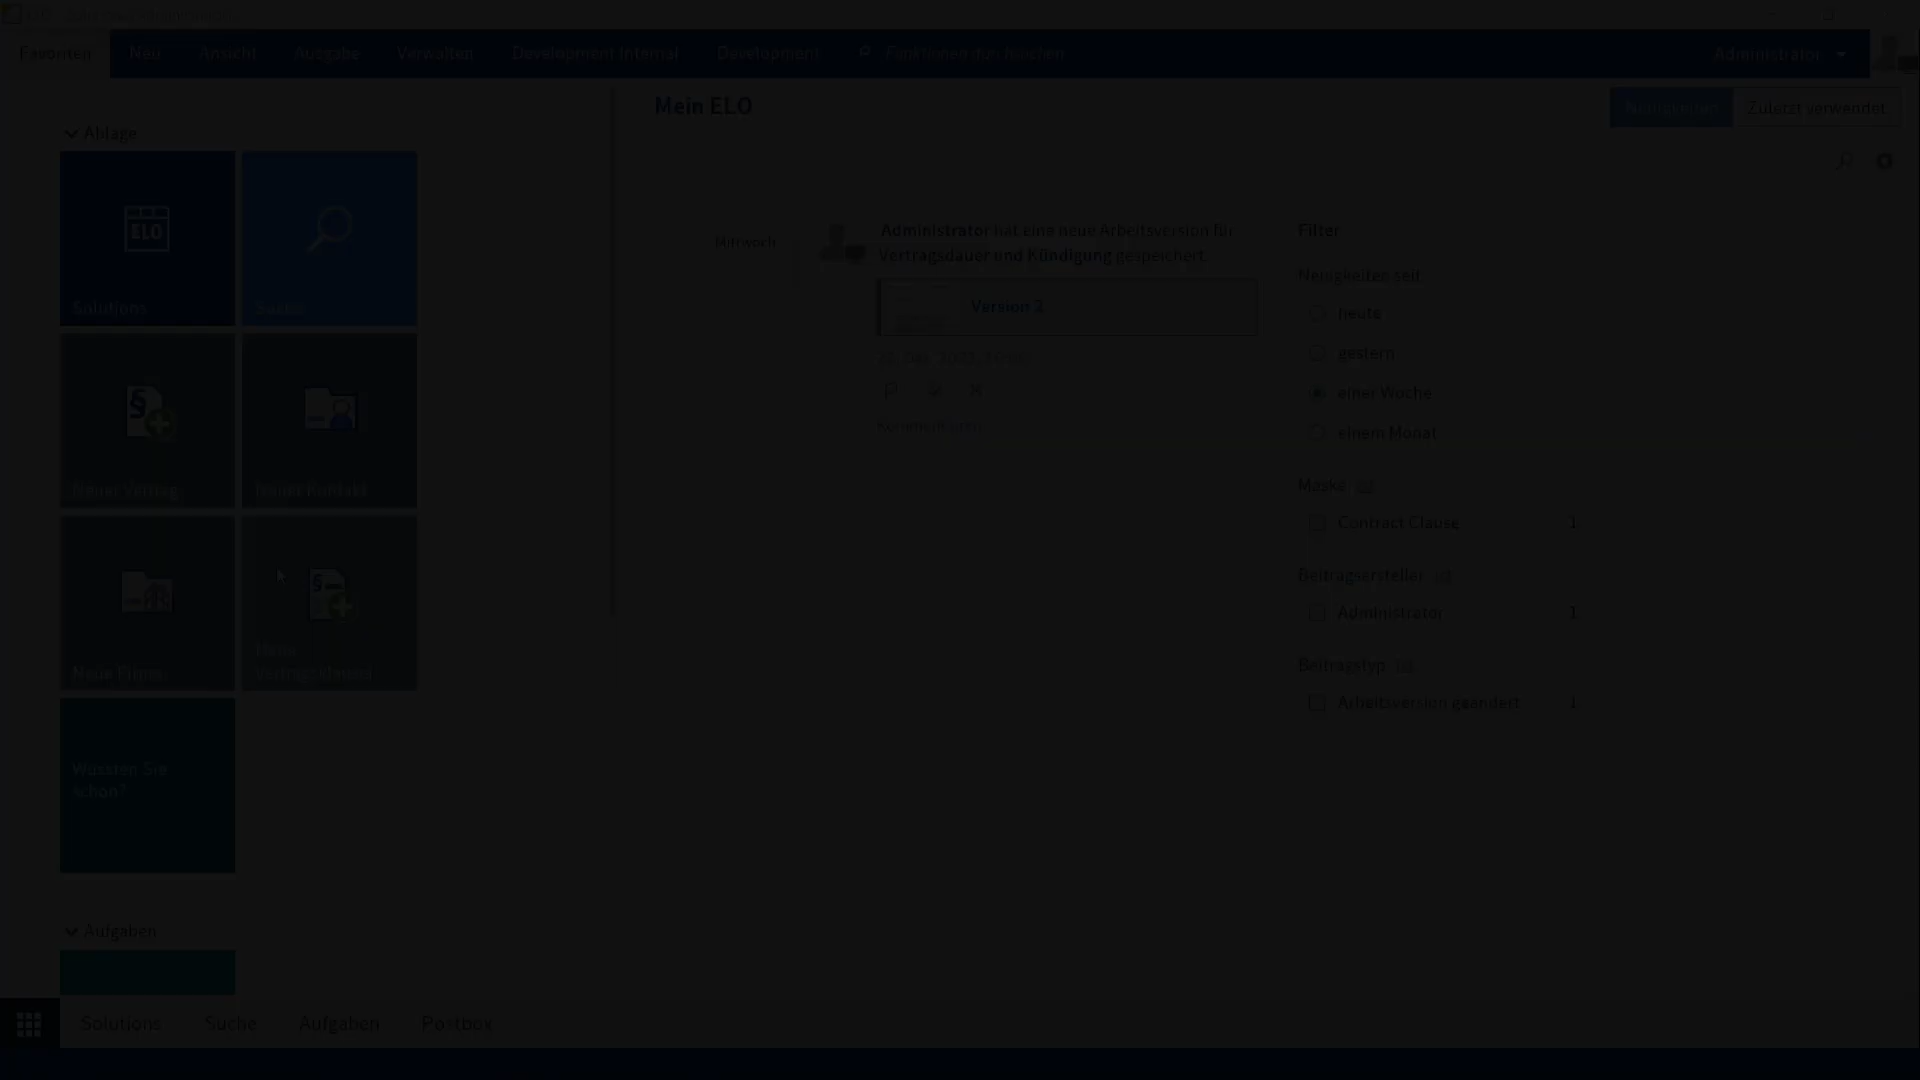 ELO
Favoriten
Neu
Ansicht
Ausgabe
Verwalten
Development Internal
Development
Administrator
Mein ELO
Neuigkeiten
Zuletzt verwendet
Ablage
ELO
Solutions
Suche
Neuer Vertrag
Neuer Kontakt
Neue Firma
Neue
Vertragsklausel
Wussten Sie
schon?
Aufgaben
Mittwoch
Administrator hat eine neue Arbeitsversion für
Vertragsdauer und Kündigung gespeichert.
Version 2
Kommentieren
Filter
Neuigkeiten seit
heute
gestern
einer Woche
einem Monat
Maske
Contract Clause 1
Beitragsersteller
Administrator 1
Beitragstyp
Arbeitsversion geändert 1
Solutions
Suche
Aufgaben
Postbox